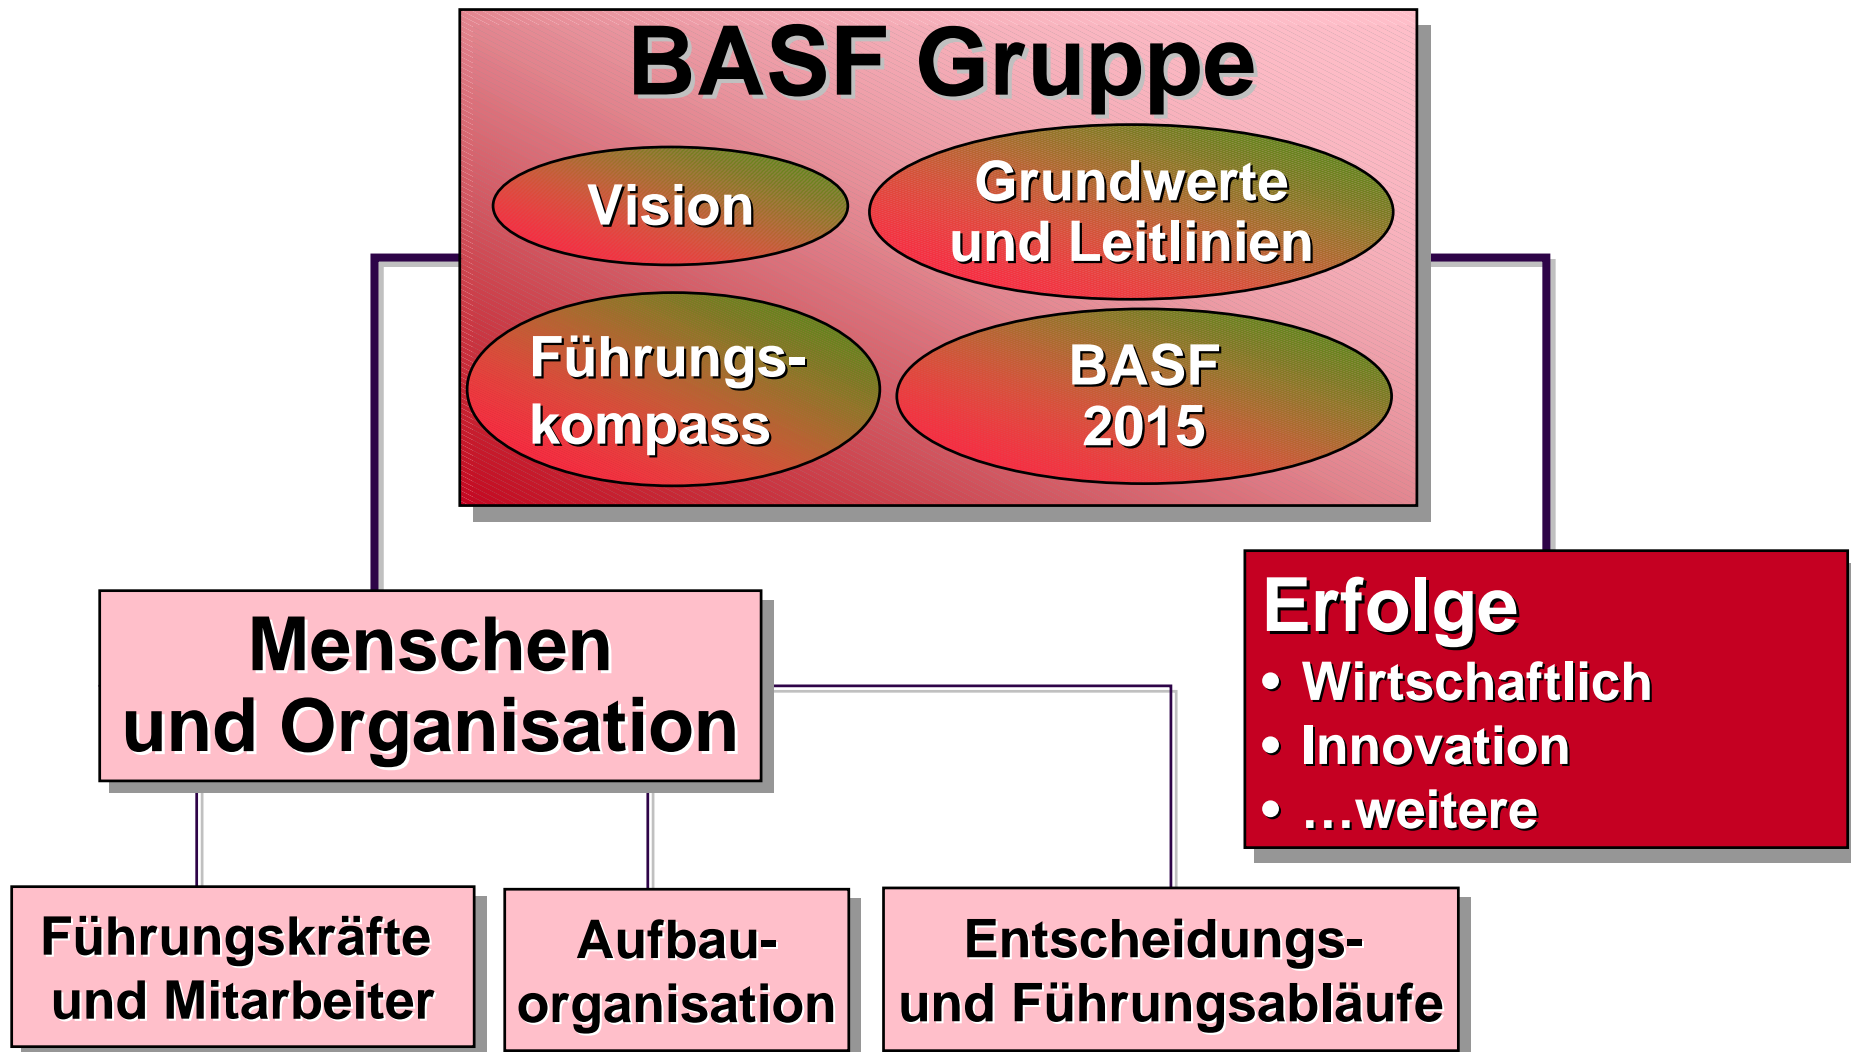 BASF Gruppe
Vision
Grundwerte
und Leitlinien
Führungs-
kompass
BASF
2015
Menschen
und Organisation
Erfolge
• Wirtschaftlich
• Innovation
• …weitere
Führungskräfte
und Mitarbeiter
Aufbau-
organisation
Entscheidungs-
und Führungsabläufe